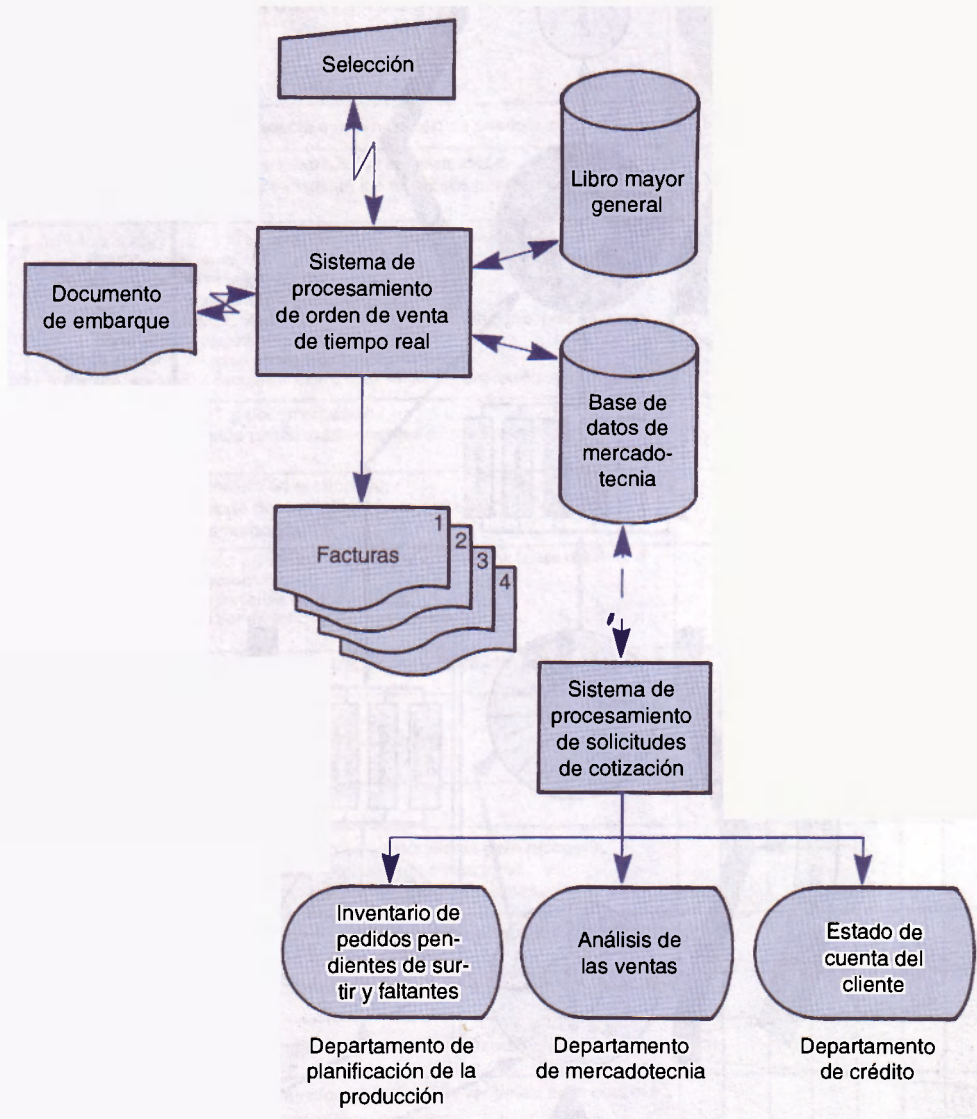 Selección
Libro mayor
general
Sistema de
procesamiento
de orden de venta
de tiempo real
Documento
de embarque
Base de
datos de
mercado-
tecnia
Facturas
1
2
3
4
Sistema de
procesamiento
de solicitudes
de cotización
Inventario de
pedidos pen-
dientes de sur-
tir y faltantes
Análisis de
las ventas
Estado de
cuenta del
cliente
Departamento de
planificación de la
producción
Departamento
de mercadotecnia
Departamento
de crédito